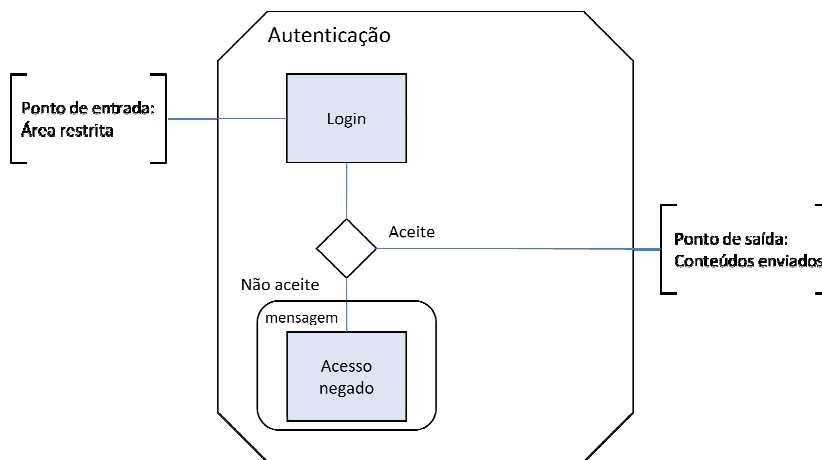 Autenticação
Ponto de entrada:
Área restrita
Login
Aceite
Ponto de saída:
Conteúdos enviados
Não aceite
mensagem
Acesso
negado